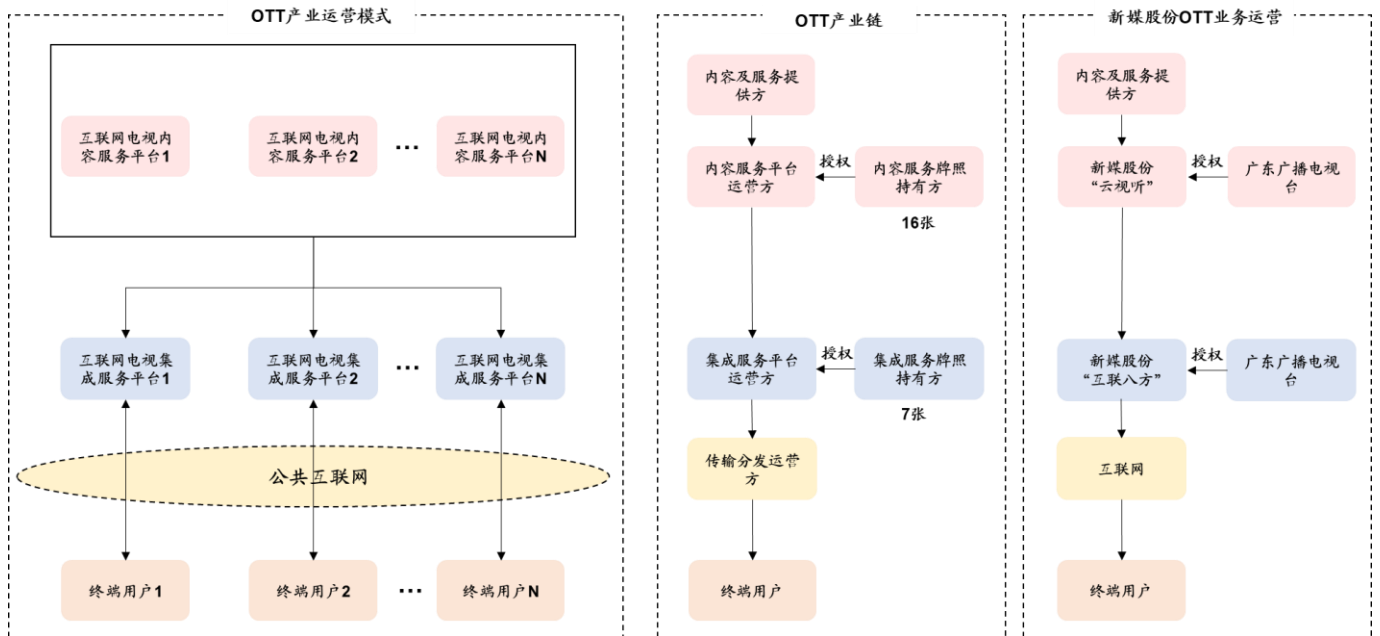 OTT产业运营模式
互联网电视内
容服务平台1
互联网电视内
容服务平台2
...
互联网电视内
容服务平台N
互联网电视集
成服务平台1
互联网电视集
成服务平台2
...
互联网电视集
成服务平台N
公共互联网
终端用户1
终端用户2
...
终端用户N
OTT产业链
内容及服务提
供方
内容服务平台
运营方
授权
内容服务牌照
持有方
16张
集成服务平台
运营方
授权
集成服务牌照
持有方
7张
传输分发运营
方
终端用户
新媒股份OTT业务运营
内容及服务提
供方
新媒股份
“云视听”
授权
广东广播电视
台
新媒股份
“互联八方”
授权
广东广播电视
台
互联网
终端用户